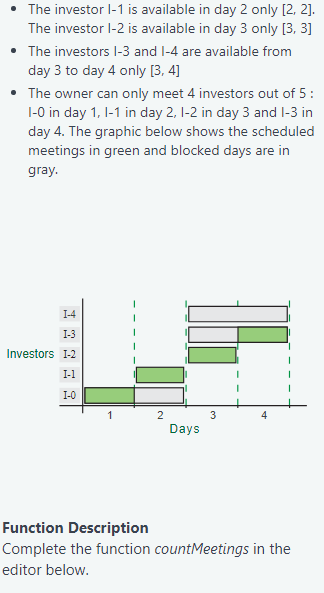 • The investor I-1 is available in day 2 only [2, 2].
The investor I-2 is available in day 3 only [3, 3]
• The investors I-3 and I-4 are available from
day 3 to day 4 only [3, 4]
• The owner can only meet 4 investors out of 5 :
I-0 in day 1, I-1 in day 2, I-2 in day 3 and I-3 in
day 4. The graphic below shows the scheduled
meetings in green and blocked days are in
gray.
I-4
I-3
Investors I-2
I-1
I-0
1 2 3 4
Days
Function Description
Complete the function countMeetings in the
editor below.